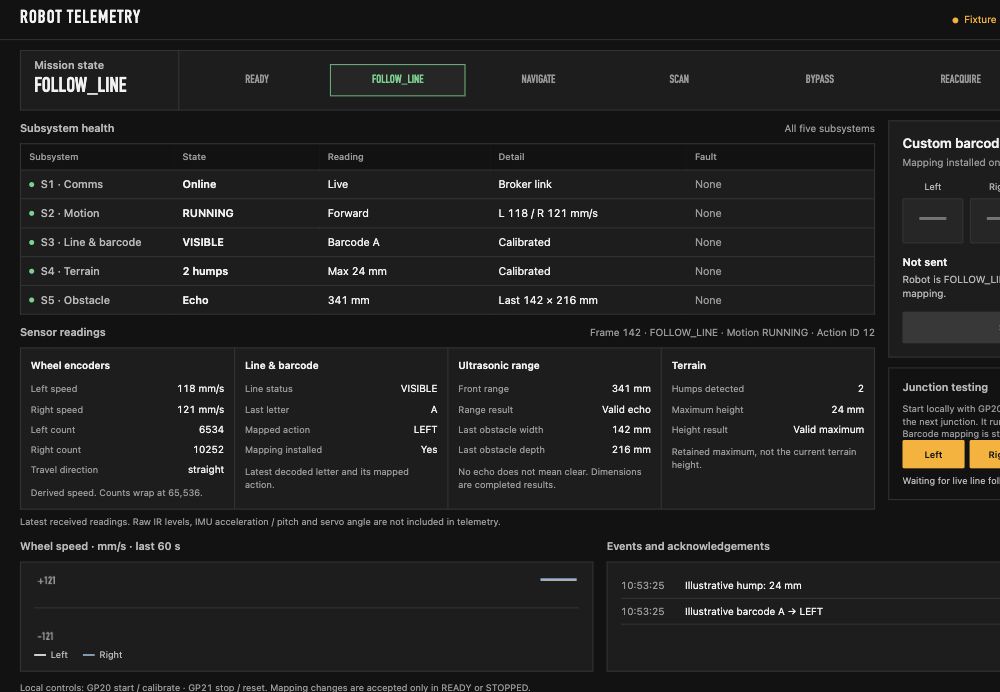 ROBOT TELEMETRY
Fixture
Mission state
FOLLOW_LINE
READY
FOLLOW_LINE
NAVIGATE
SCAN
BYPASS
REACQUIRE
Subsystem health
All five subsystems
Subsystem State Reading Detail Fault
S1 · Comms Online Live Broker link None
S2 · Motion RUNNING Forward L 118 / R 121 mm/s None
S3 · Line & barcode VISIBLE Barcode A Calibrated None
S4 · Terrain 2 humps Max 24 mm Calibrated None
S5 · Obstacle Echo 341 mm Last 142 × 216 mm None
Sensor readings
Frame 142 · FOLLOW_LINE · Motion RUNNING · Action ID 12
Wheel encoders
Left speed 118 mm/s
Right speed 121 mm/s
Left count 6534
Right count 10252
Travel direction straight
Derived speed. Counts wrap at 65,536.
Line & barcode
Line status VISIBLE
Last letter A
Mapped action LEFT
Mapping installed Yes
Latest decoded letter and its mapped
action.
Ultrasonic range
Front range 341 mm
Range result Valid echo
Last obstacle width 142 mm
Last obstacle depth 216 mm
No echo does not mean clear. Dimensions
are completed results.
Terrain
Humps detected 2
Maximum height 24 mm
Height result Valid maximum
Retained maximum, not the current terrain
height.
Latest received readings. Raw IR levels, IMU acceleration / pitch and servo angle are not included in telemetry.
Custom barcod
Mapping installed on
Left Rig
Not sent
Robot is FOLLOW_LI
mapping.
Junction testing
Start locally with GP20
the next junction. It ru
Barcode mapping is st
Left Rig
Waiting for live line fol
Wheel speed · mm/s · last 60 s
+121
-121
Left Right
Events and acknowledgements
10:53:25 Illustrative hump: 24 mm
10:53:25 Illustrative barcode A → LEFT
Local controls: GP20 start / calibrate · GP21 stop / reset. Mapping changes are accepted only in READY or STOPPED.